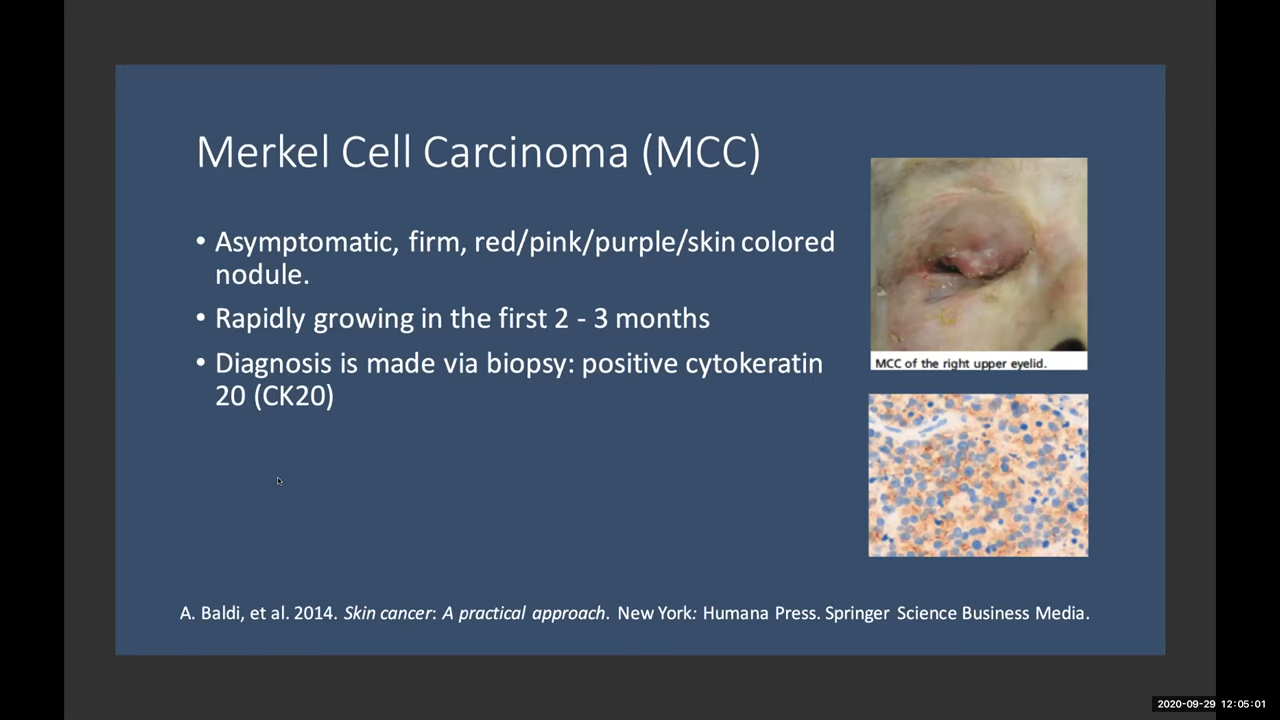 Merkel Cell Carcinoma (MCC)
• Asymptomatic, firm, red/pink/purple/skin colored
nodule.
• Rapidly growing in the first 2 - 3 months
• Diagnosis is made via biopsy: positive cytokeratin
20 (CK20)
MCC of the right upper eyelid.
A. Baldi, et al. 2014. Skin cancer: A practical approach. New York: Humana Press. Springer Science Business Media.
2020-09-29 12:05:01